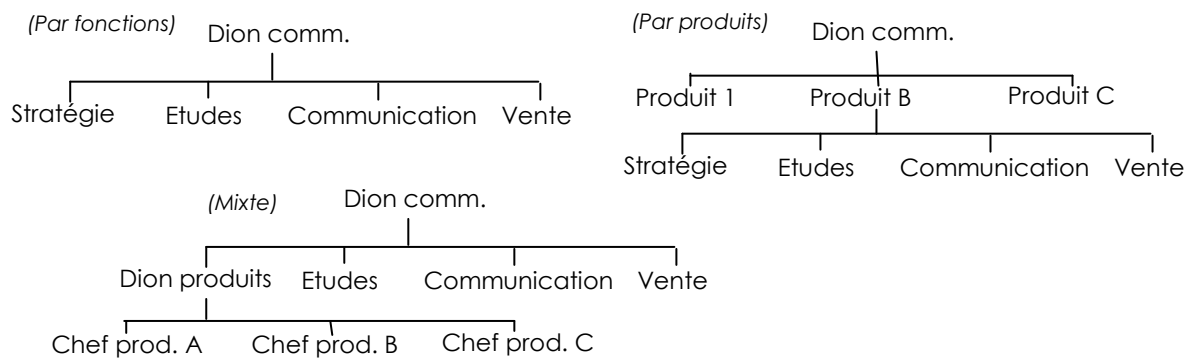 (Par fonctions)
Dion comm.
Stratégie Etudes Communication Vente
(Par produits)
Dion comm.
Produit 1 Produit B Produit C
Stratégie Etudes Communication Vente
(Mixte)
Dion comm.
Dion produits Etudes Communication Vente
Chef prod. A Chef prod. B Chef prod. C